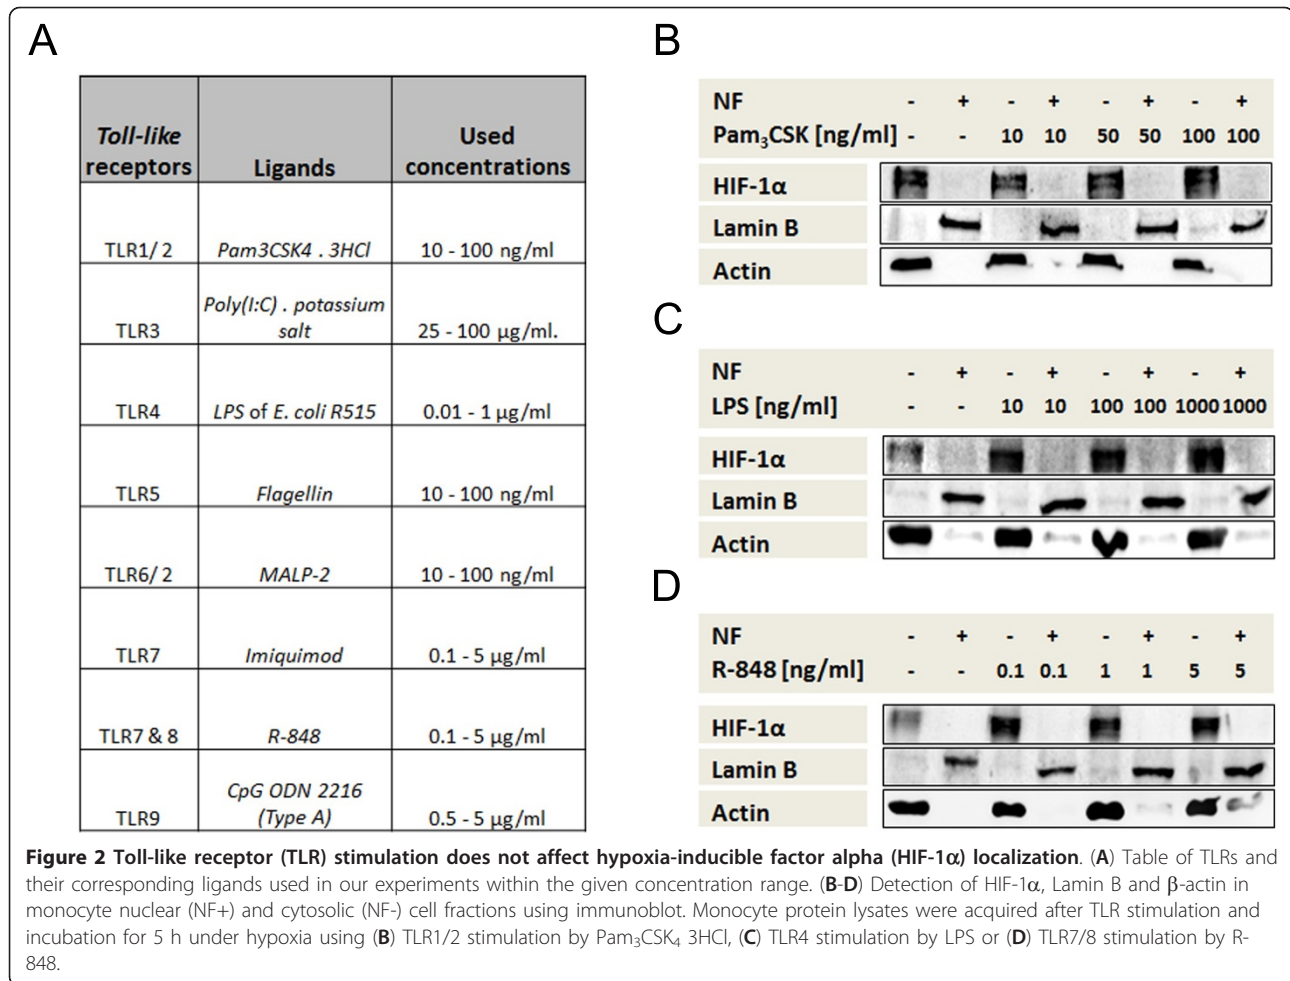 A
Toll-like receptors	Ligands	Used concentrations
TLR1/ 2	Pam3CSK4 . 3HCl	10 - 100 ng/ml
TLR3	Poly(I:C) . potassium salt	25 - 100 µg/ml.
TLR4	LPS of E. coli R515	0.01 - 1 µg/ml
TLR5	Flagellin	10 - 100 ng/ml
TLR6/ 2	MALP-2	10 - 100 ng/ml
TLR7	Imiquimod	0.1 - 5 µg/ml
TLR7 & 8	R-848	0.1 - 5 µg/ml
TLR9	CpG ODN 2216 (Type A)	0.5 - 5 µg/ml
B
NF - + - + - + - +
Pam₃CSK [ng/ml] - - 10 10 50 50 100 100
HIF-1α
Lamin B
Actin
C
NF - + - + - + - +
LPS [ng/ml] - - 10 10 100 100 1000 1000
HIF-1α
Lamin B
Actin
D
NF - + - + - + - +
R-848 [ng/ml] - - 0.1 0.1 1 1 5 5
HIF-1α
Lamin B
Actin
Figure 2 Toll-like receptor (TLR) stimulation does not affect hypoxia-inducible factor alpha (HIF-1α) localization. (A) Table of TLRs and
their corresponding ligands used in our experiments within the given concentration range. (B-D) Detection of HIF-1α, Lamin B and β-actin in
monocyte nuclear (NF+) and cytosolic (NF-) cell fractions using immunoblot. Monocyte protein lysates were acquired after TLR stimulation and
incubation for 5 h under hypoxia using (B) TLR1/2 stimulation by Pam₃CSK₄ 3HCl, (C) TLR4 stimulation by LPS or (D) TLR7/8 stimulation by R-
848.